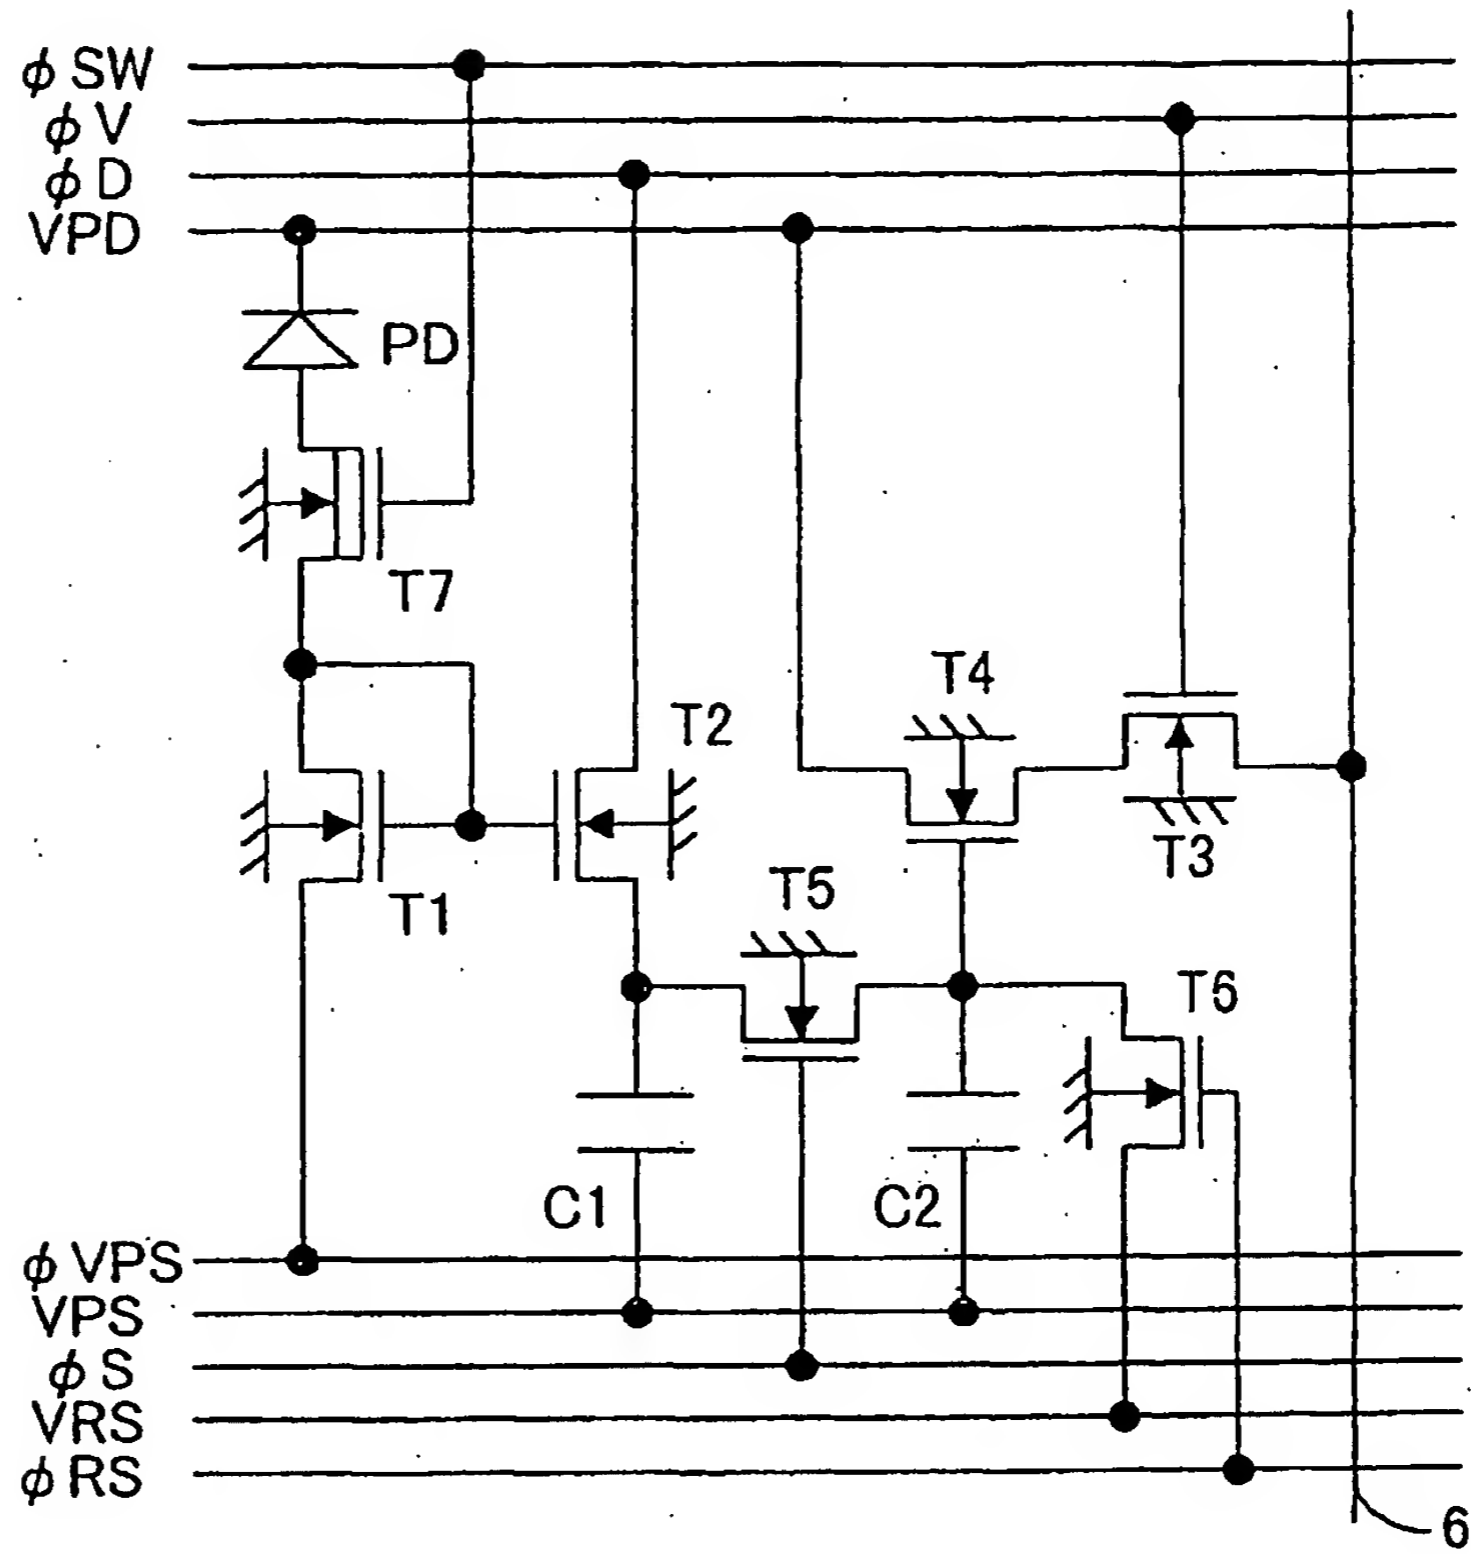 φ SW
φ V
φ D
VPD
PD
T7
T4
T2
T3
T5
T1
T6
C1
C2
φ VPS
VPS
φ S
VRS
φ RS
6